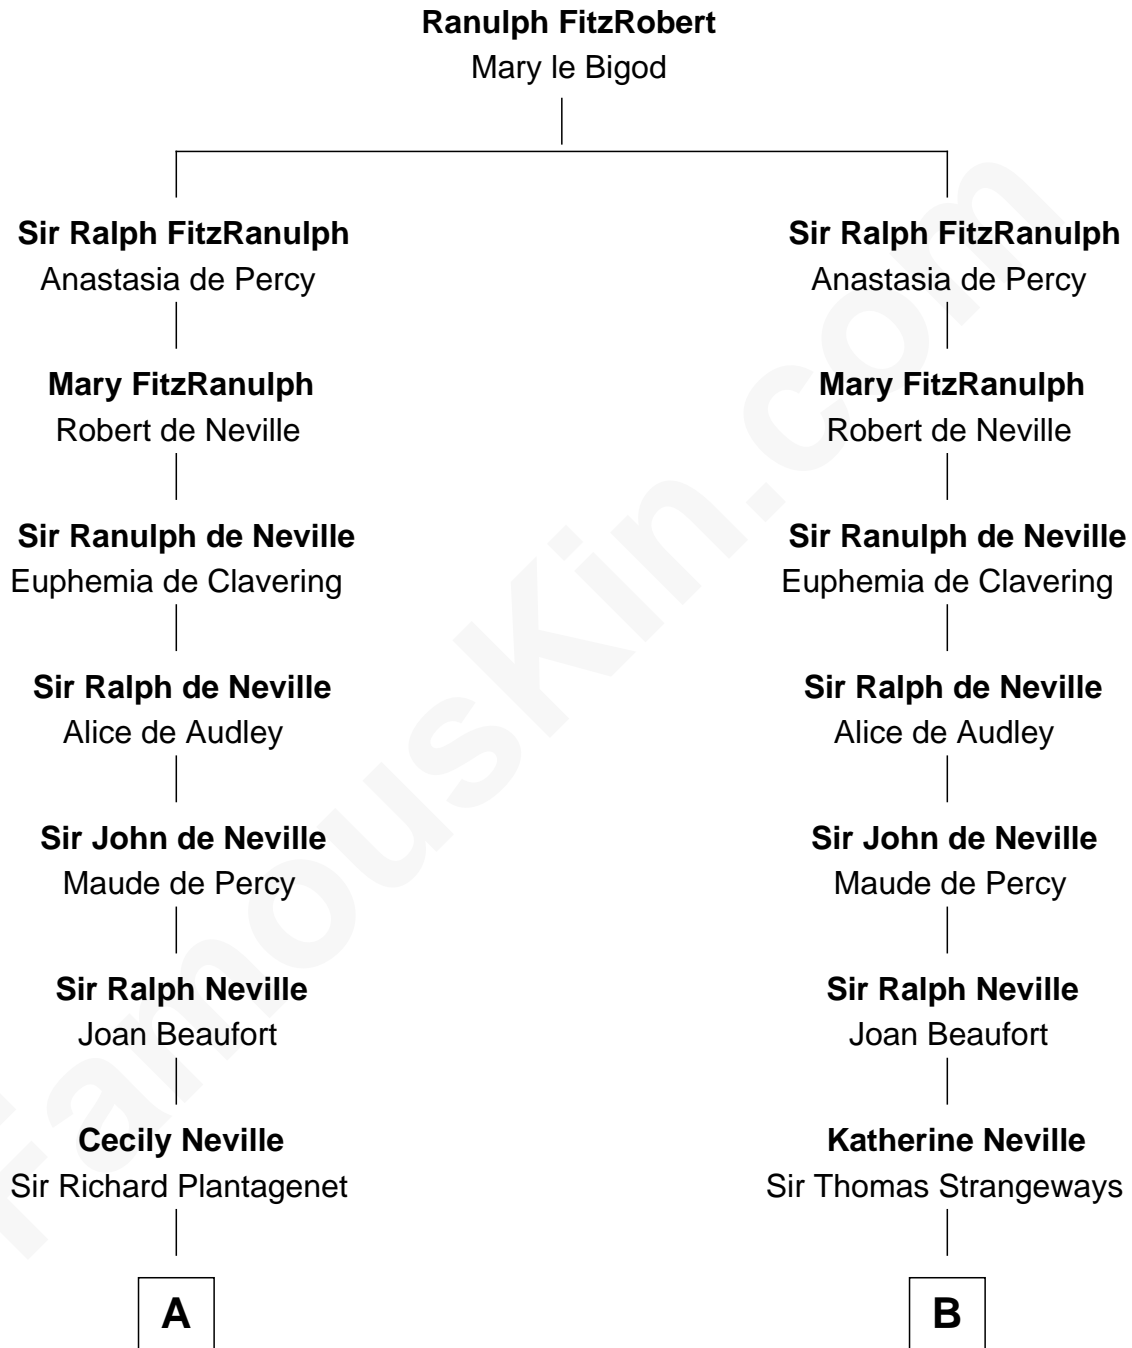 Ranulph FitzRobert
Mary le Bigod
Sir Ralph FitzRanulph
Anastasia de Percy
Sir Ralph FitzRanulph
Anastasia de Percy
Mary FitzRanulph
Robert de Neville
Mary FitzRanulph
Robert de Neville
Sir Ranulph de Neville
Euphemia de Clavering
Sir Ranulph de Neville
Euphemia de Clavering
Sir Ralph de Neville
Alice de Audley
Sir Ralph de Neville
Alice de Audley
Sir John de Neville
Maude de Percy
Sir John de Neville
Maude de Percy
Sir Ralph Neville
Joan Beaufort
Sir Ralph Neville
Joan Beaufort
Cecily Neville
Sir Richard Plantagenet
Katherine Neville
Sir Thomas Strangeways
A
B
FamousKin.com